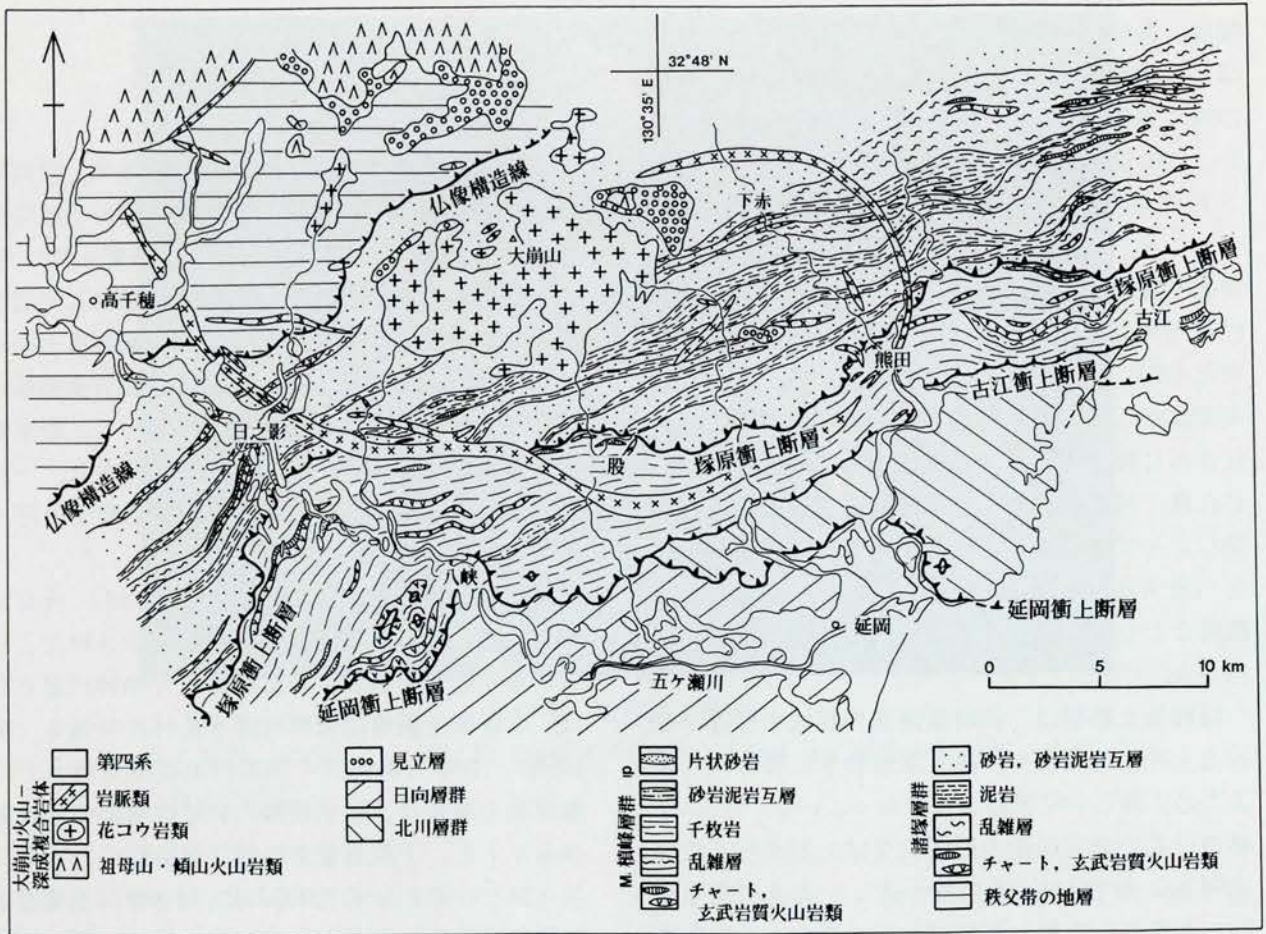 32°48′ N
130°35′ E
仏像構造線
下赤
大崩山
高千穂
塚原衝上断層
古江
熊田
古江衝上断層
日之影
二股
塚原衝上断層
仏像構造線
八峡
延岡
延岡衝上断層
塚原衝上断層
延岡衝上断層
五ヶ瀬川
0 5 10 km
大崩山火山－
深成複合岩体
第四系
岩脈類
花コウ岩類
祖母山・傾山火山岩類
見立層
日向層群
北川層群
M. 槙峰層群
片状砂岩
砂岩泥岩互層
千枚岩
乱雑層
チャート，
玄武岩質火山岩類
諸塚層群
砂岩，砂岩泥岩互層
泥岩
乱雑層
チャート，玄武岩質火山岩類
秩父帯の地層